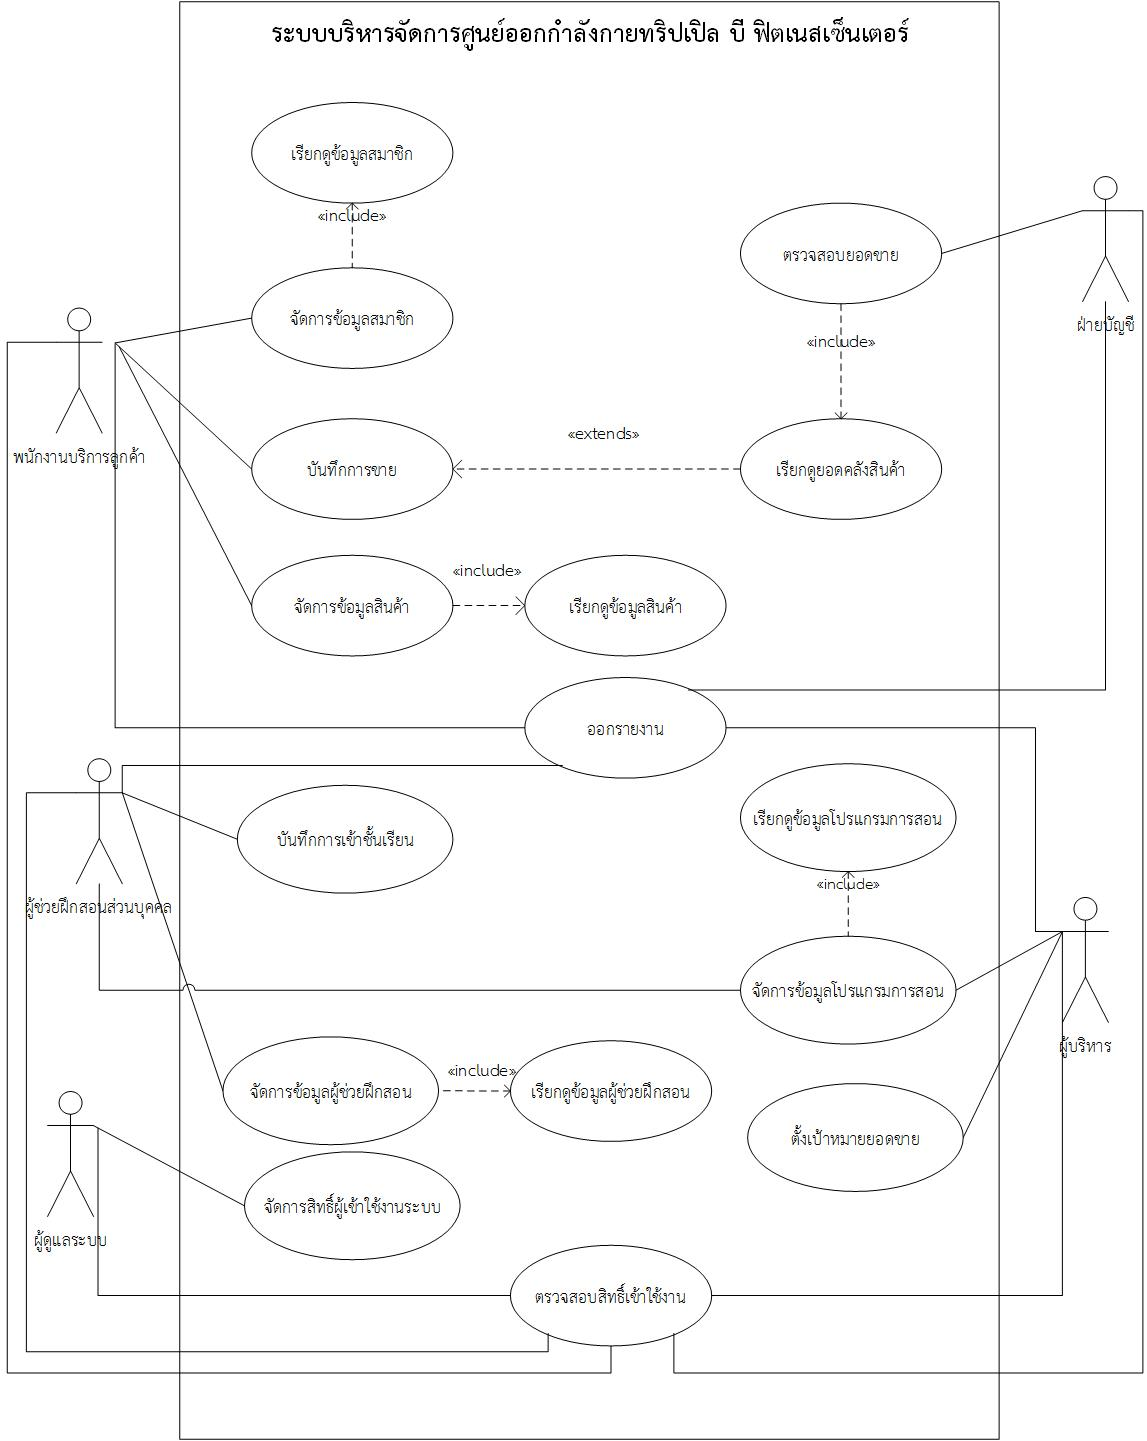 ระบบบริหารจัดการศูนย์ออกกำลังกายทริปเปิล บี ฟิตเนสเซ็นเตอร์
เรียกดูข้อมูลสมาชิก
«include»
จัดการข้อมูลสมาชิก
ตรวจสอบยอดขาย
ฝ่ายบัญชี
«include»
พนักงานบริการลูกค้า
บันทึกการขาย
«extends»
เรียกดูยอดคลังสินค้า
จัดการข้อมูลสินค้า
«include»
เรียกดูข้อมูลสินค้า
ออกรายงาน
บันทึกการเข้าชั้นเรียน
เรียกดูข้อมูลโปรแกรมการสอน
«include»
ผู้ช่วยฝึกสอนส่วนบุคคล
จัดการข้อมูลโปรแกรมการสอน
ผู้บริหาร
จัดการข้อมูลผู้ช่วยฝึกสอน
«include»
เรียกดูข้อมูลผู้ช่วยฝึกสอน
ตั้งเป้าหมายยอดขาย
จัดการสิทธิ์ผู้เข้าใช้งานระบบ
ผู้ดูแลระบบ
ตรวจสอบสิทธิ์เข้าใช้งาน